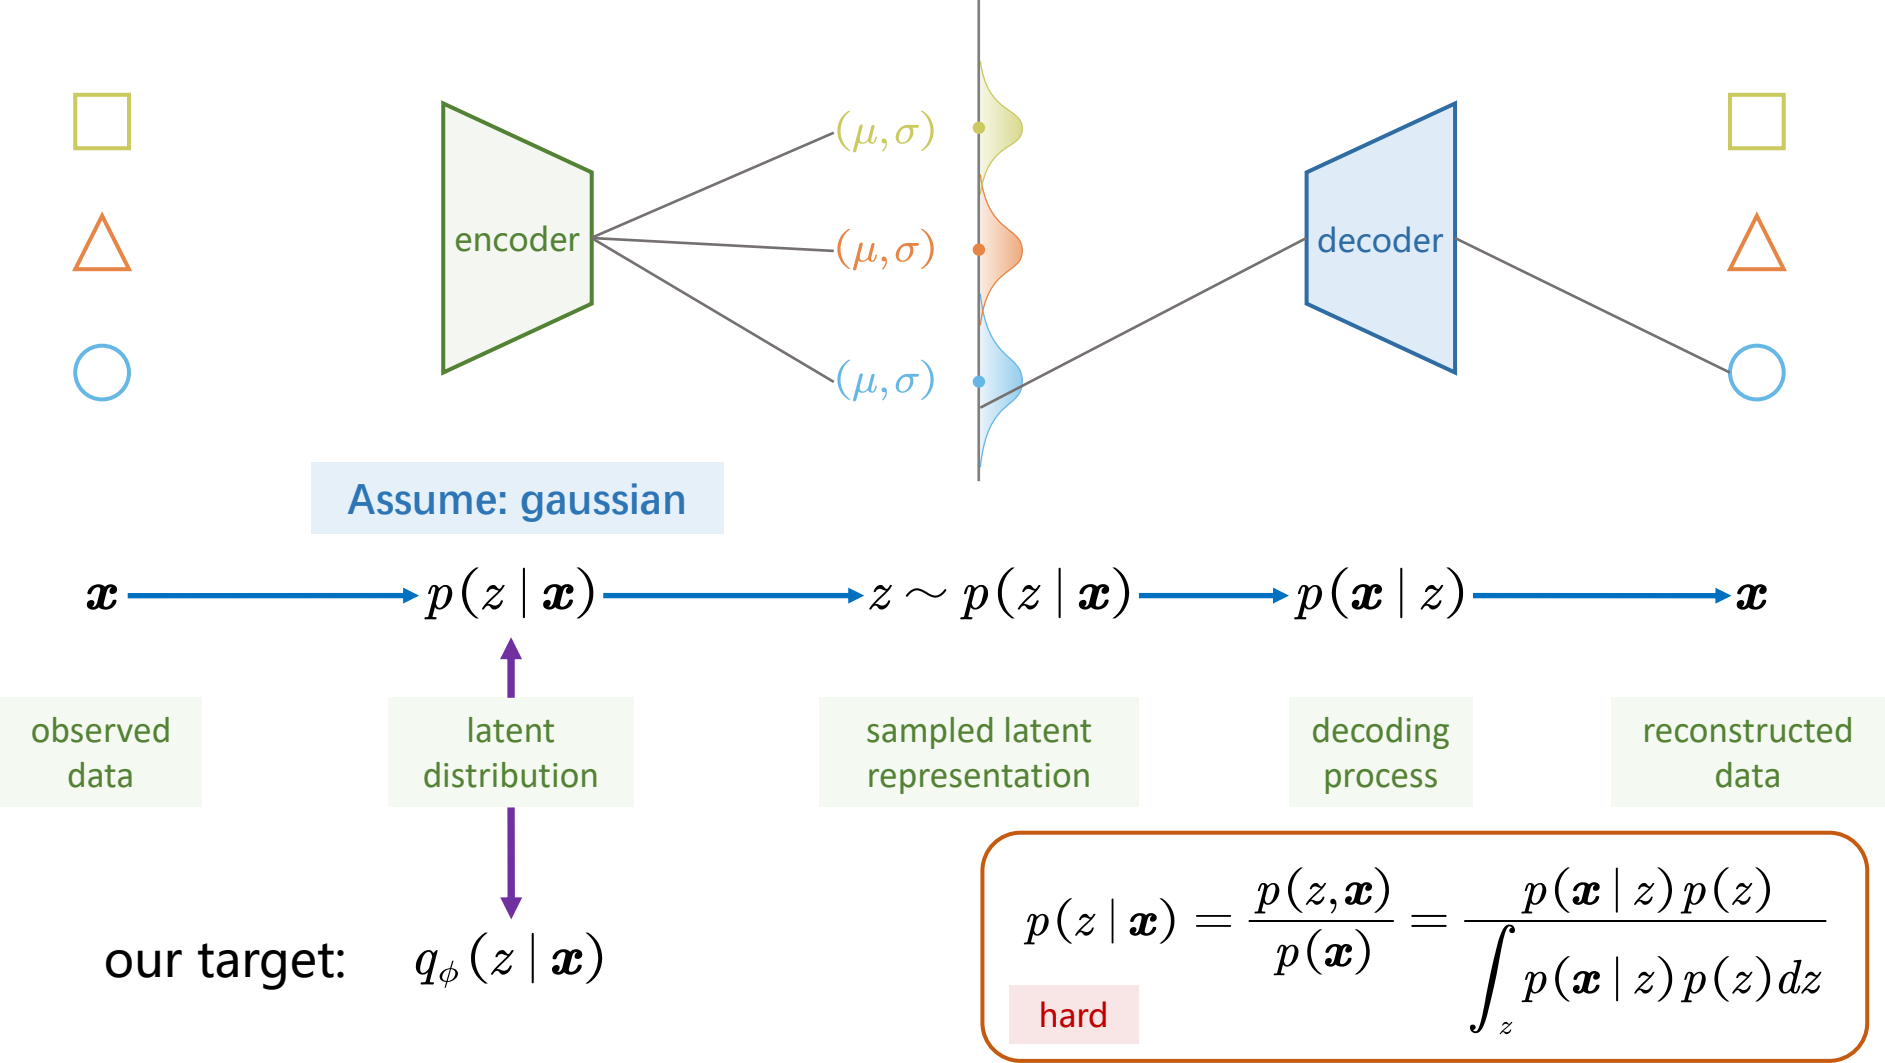 encoder
(μ, σ)
(μ, σ)
(μ, σ)
decoder
Assume: gaussian
x
p(z | x)
z ∼ p(z | x)
p(x | z)
x
observed
data
latent
distribution
sampled latent
representation
decoding
process
reconstructed
data
our target: q_ϕ(z | x)
p(z | x) = p(z, x) / p(x) = p(x | z) p(z) / ∫_z p(x | z) p(z) dz
hard